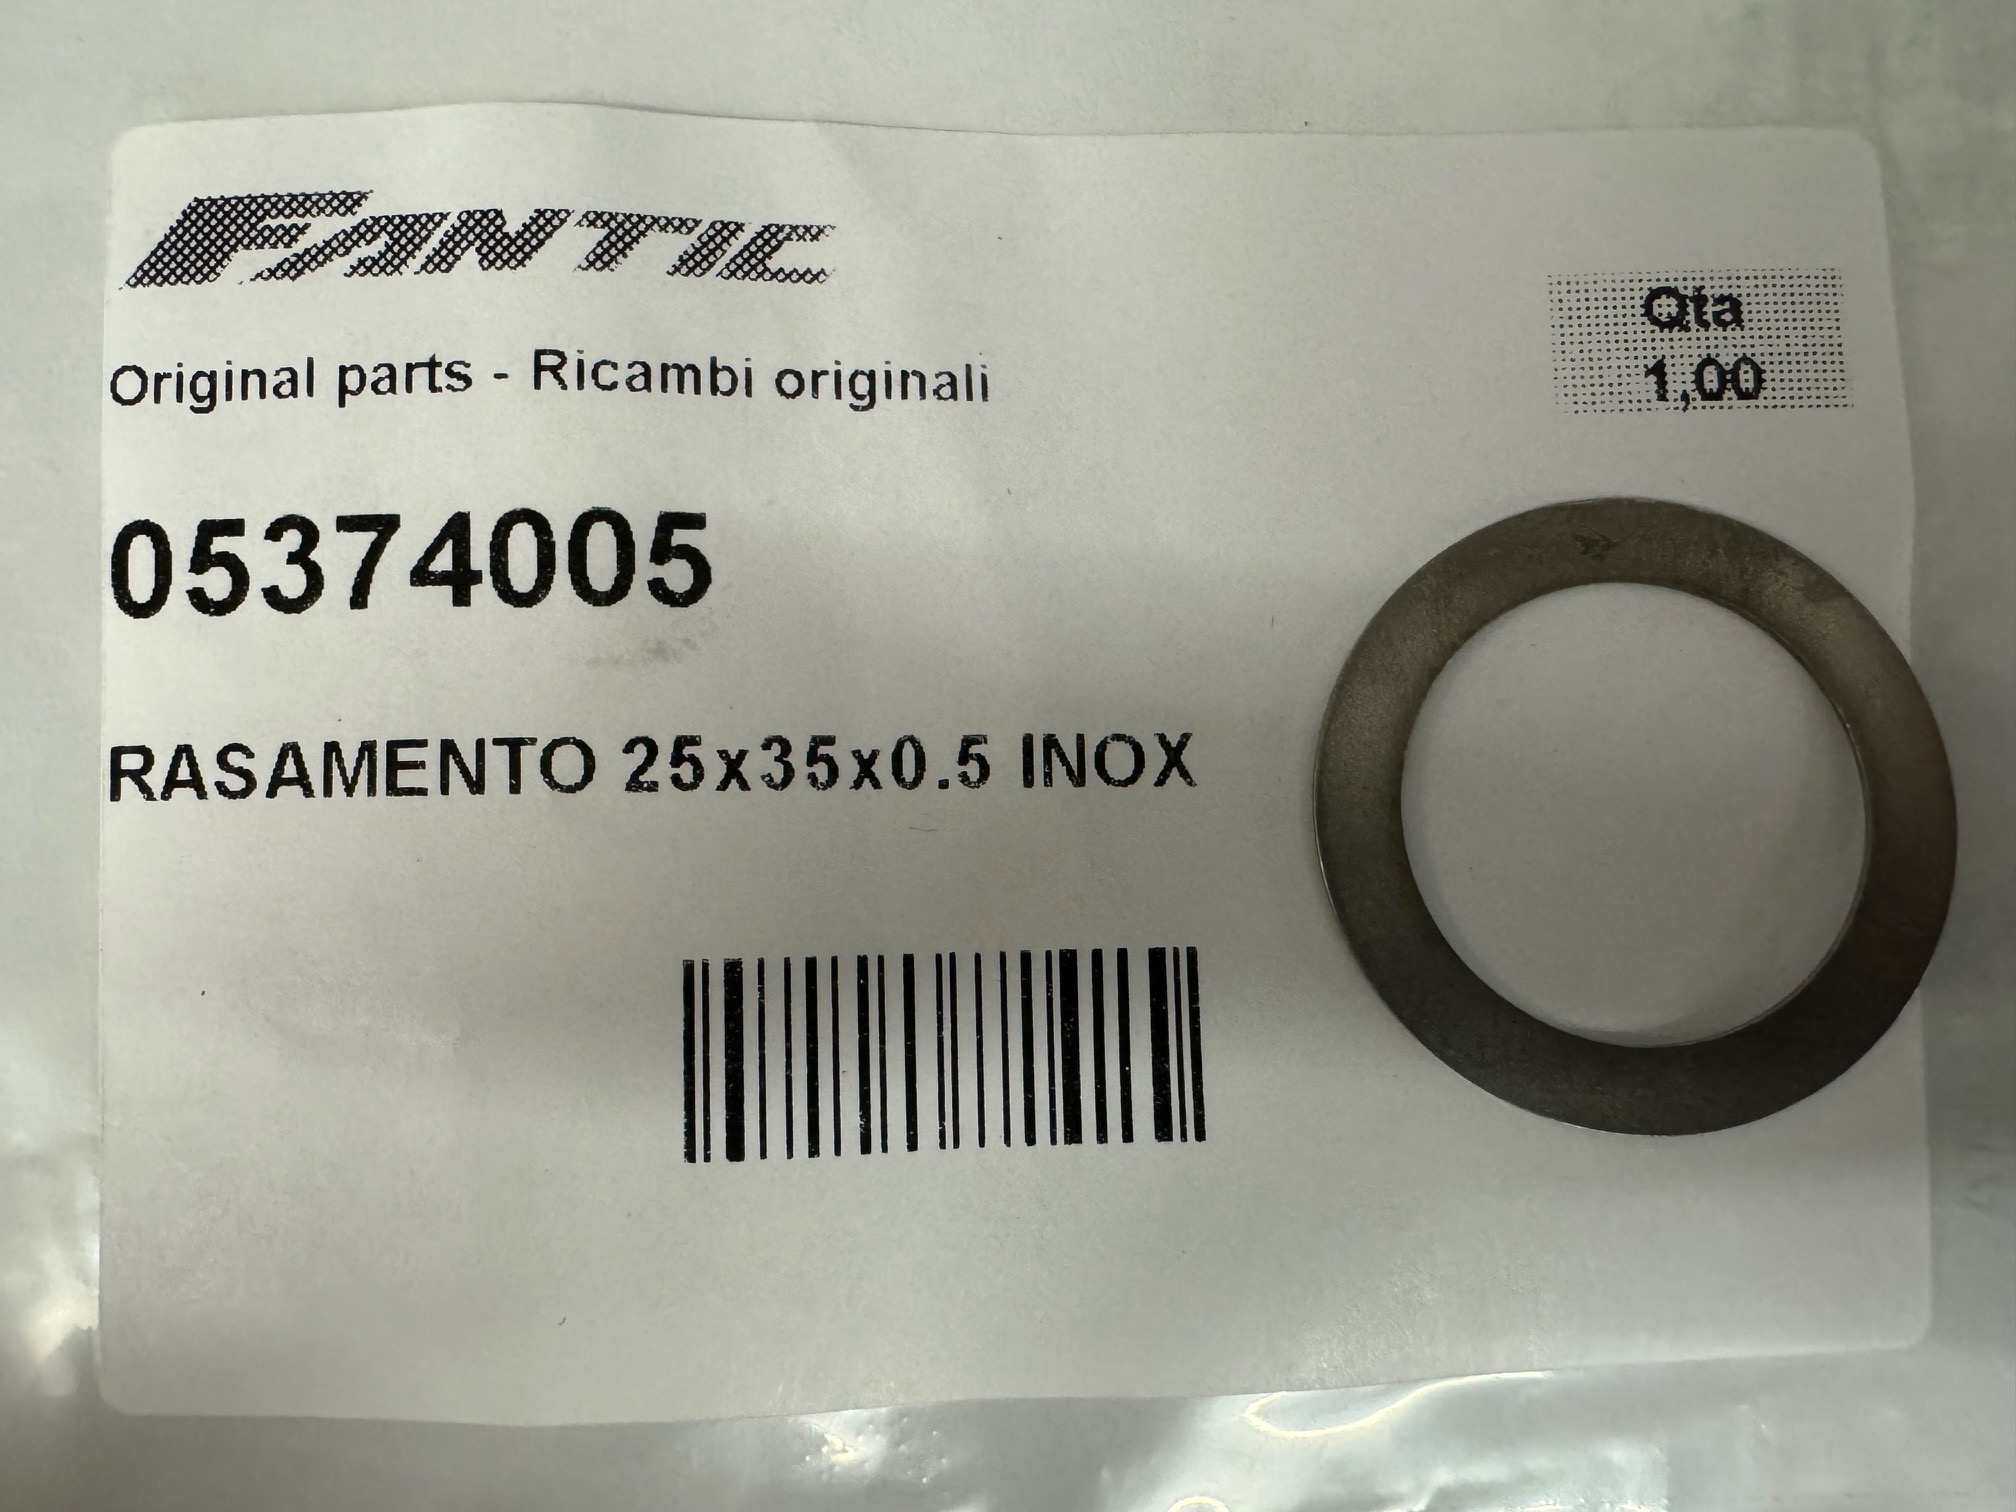 FANTIC
Original parts - Ricambi originali
Qta
1,00
05374005
RASAMENTO 25x35x0.5 INOX